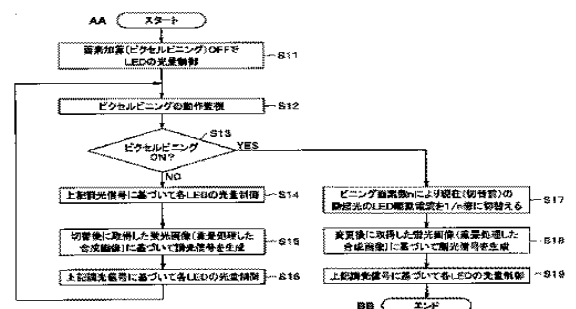 AA スタート
画素加算(ピクセルビニング)OFFで
LEDの光量制御
S11
ピクセルビニングの動作監視
S12
S13
ピクセルビニング
ON?
YES
NO
上記調光信号に基づいて各LEDの光量制御
S14
切替後に取得した蛍光画像(重畳処理した
合成画像)に基づいて調光信号を生成
S15
上記調光信号に基づいて各LEDの光量制御
S16
ビニング画素数nにより現在(切替前)の
励起光のLED駆動電流を1/n倍に切替える
S17
変更後に取得した蛍光画像(重畳処理した
合成画像)に基づいて調光信号を生成
S18
上記調光信号に基づいて各LEDの光量制御
S19
BB エンド